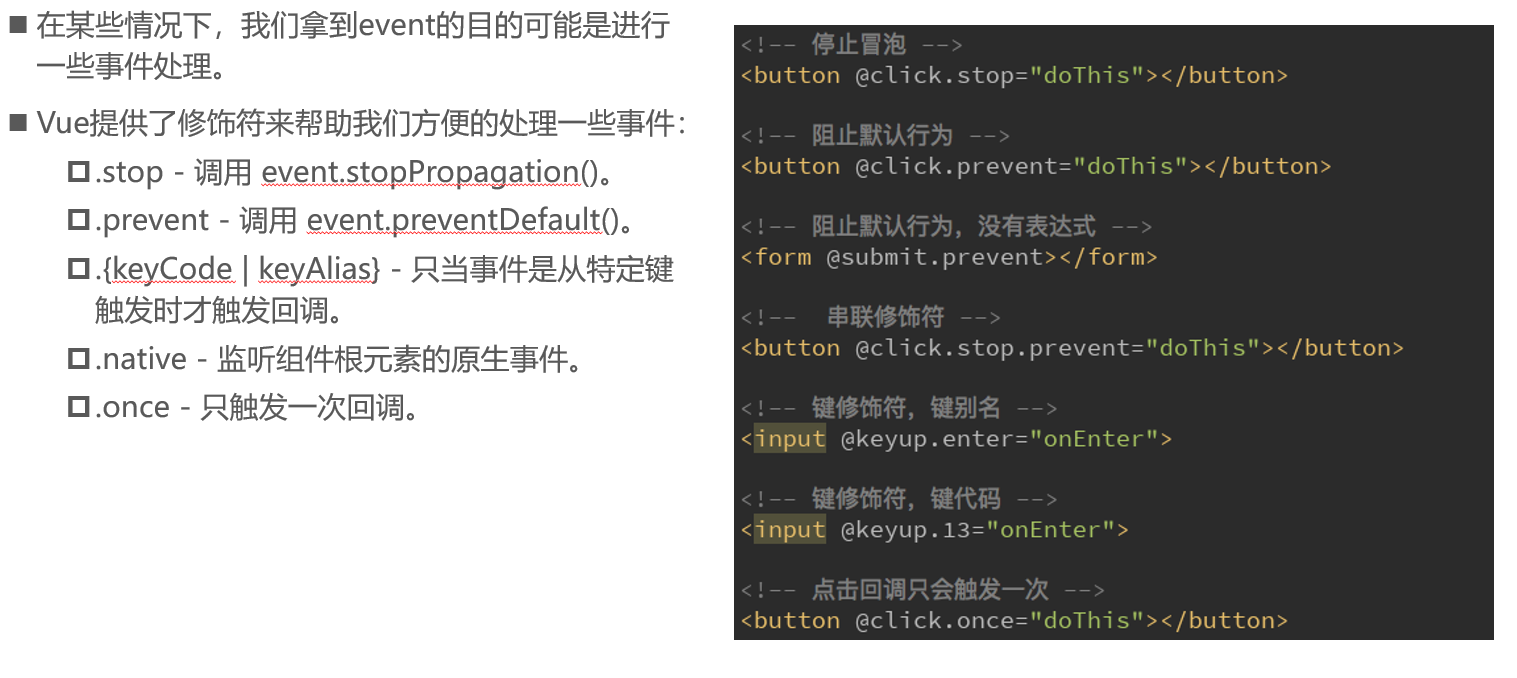 ■ 在某些情况下，我们拿到event的目的可能是进行
一些事件处理。
■ Vue提供了修饰符来帮助我们方便的处理一些事件：
.stop - 调用 event.stopPropagation()。
.prevent - 调用 event.preventDefault()。
.{keyCode | keyAlias} - 只当事件是从特定键
触发时才触发回调。
.native - 监听组件根元素的原生事件。
.once - 只触发一次回调。
<!-- 停止冒泡 -->
<button @click.stop="doThis"></button>
<!-- 阻止默认行为 -->
<button @click.prevent="doThis"></button>
<!-- 阻止默认行为，没有表达式 -->
<form @submit.prevent></form>
<!--  串联修饰符 -->
<button @click.stop.prevent="doThis"></button>
<!-- 键修饰符，键别名 -->
<input @keyup.enter="onEnter">
<!-- 键修饰符，键代码 -->
<input @keyup.13="onEnter">
<!-- 点击回调只会触发一次 -->
<button @click.once="doThis"></button>